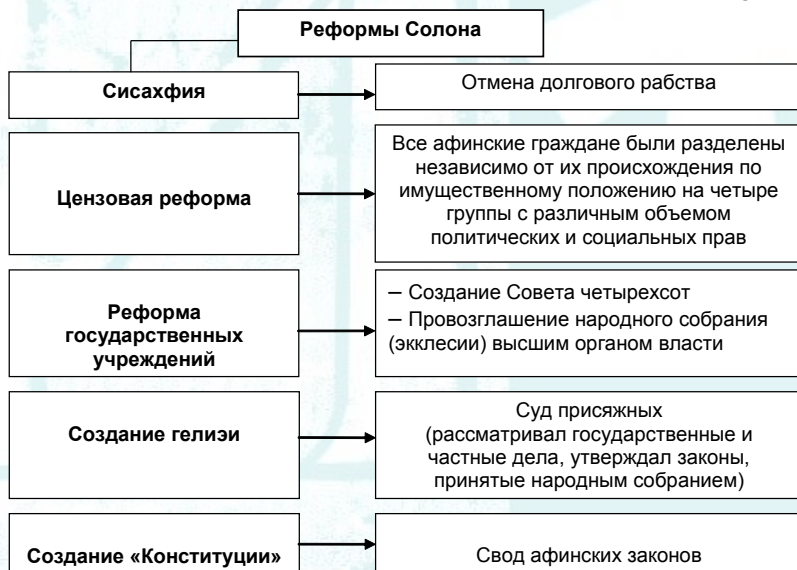 Реформы Солона
Сисахфия
Отмена долгового рабства
Цензовая реформа
Все афинские граждане были разделены
независимо от их происхождения по
имущественному положению на четыре
группы с различным объемом
политических и социальных прав
Реформа
государственных
учреждений
– Создание Совета четырехсот
– Провозглашение народного собрания
(экклесии) высшим органом власти
Создание гелиэи
Суд присяжных
(рассматривал государственные и
частные дела, утверждал законы,
принятые народным собранием)
Создание «Конституции»
Свод афинских законов